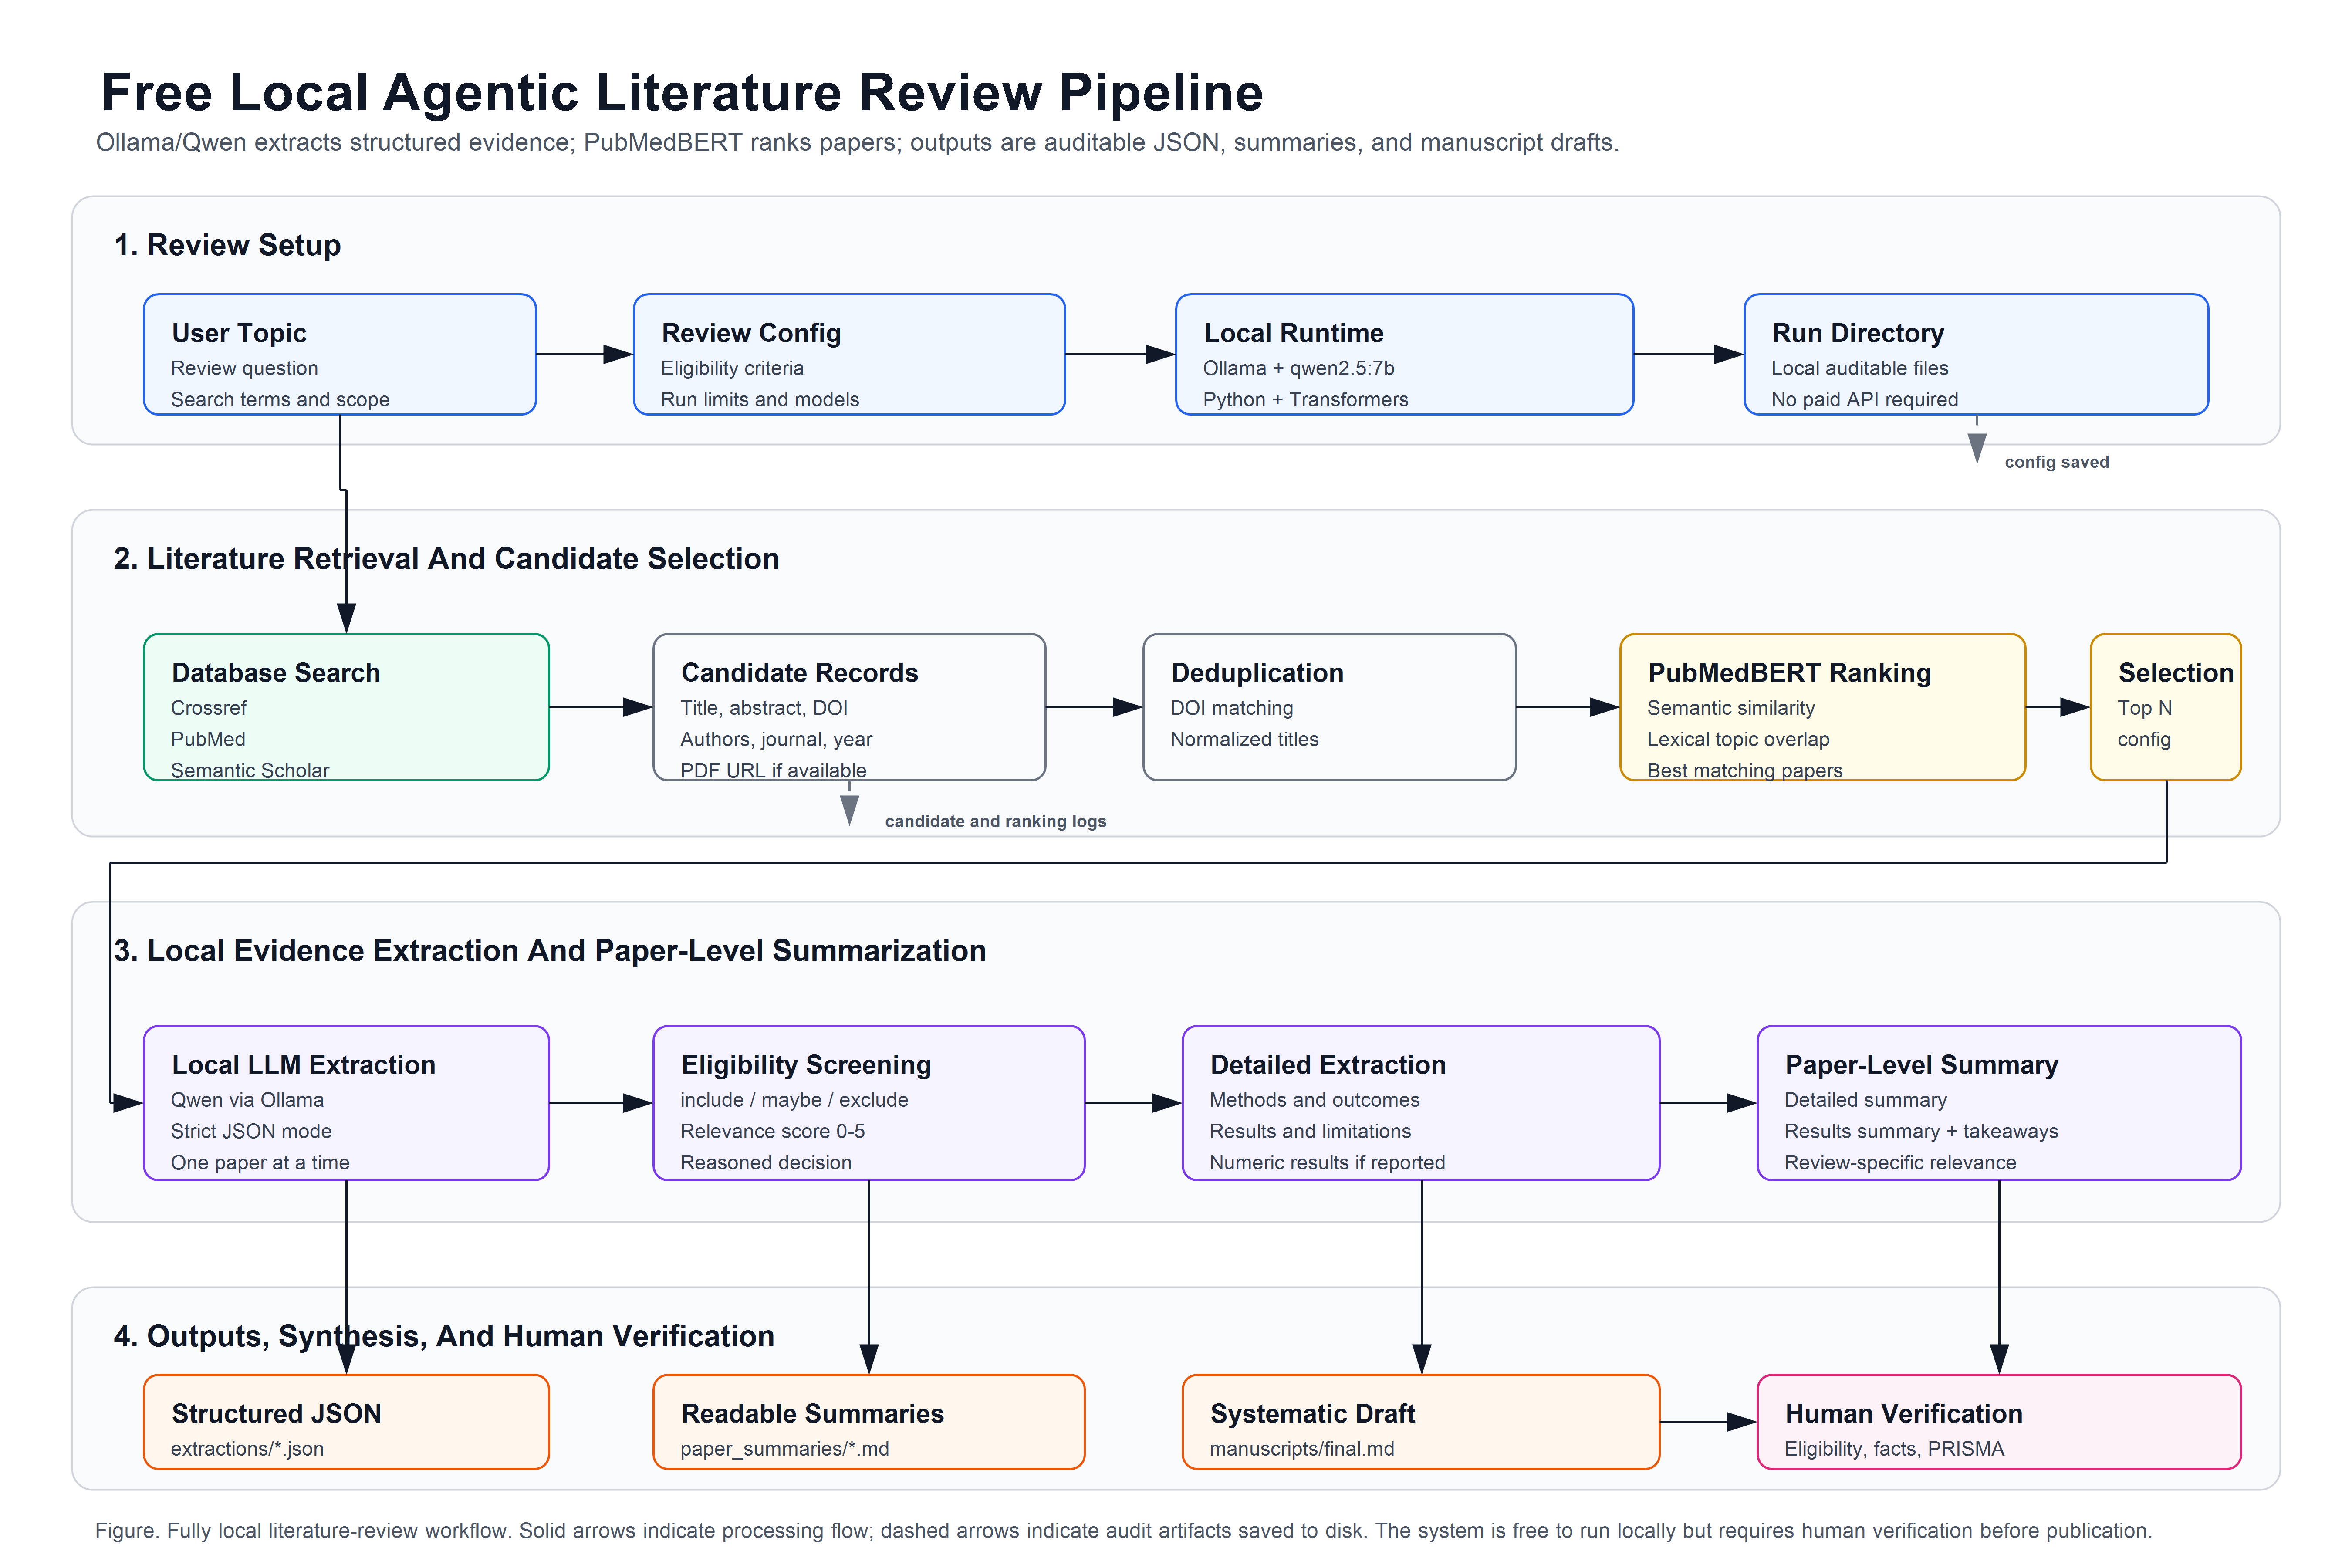 Free Local Agentic Literature Review Pipeline
Ollama/Qwen extracts structured evidence; PubMedBERT ranks papers; outputs are auditable JSON, summaries, and manuscript drafts.
1. Review Setup
User Topic
Review question
Search terms and scope
Review Config
Eligibility criteria
Run limits and models
Local Runtime
Ollama + qwen2.5:7b
Python + Transformers
Run Directory
Local auditable files
No paid API required
config saved
2. Literature Retrieval And Candidate Selection
Database Search
Crossref
PubMed
Semantic Scholar
Candidate Records
Title, abstract, DOI
Authors, journal, year
PDF URL if available
Deduplication
DOI matching
Normalized titles
PubMedBERT Ranking
Semantic similarity
Lexical topic overlap
Best matching papers
Selection
Top N
config
candidate and ranking logs
3. Local Evidence Extraction And Paper-Level Summarization
Local LLM Extraction
Qwen via Ollama
Strict JSON mode
One paper at a time
Eligibility Screening
include / maybe / exclude
Relevance score 0-5
Reasoned decision
Detailed Extraction
Methods and outcomes
Results and limitations
Numeric results if reported
Paper-Level Summary
Detailed summary
Results summary + takeaways
Review-specific relevance
4. Outputs, Synthesis, And Human Verification
Structured JSON
extractions/*.json
Readable Summaries
paper_summaries/*.md
Systematic Draft
manuscripts/final.md
Human Verification
Eligibility, facts, PRISMA
Figure. Fully local literature-review workflow. Solid arrows indicate processing flow; dashed arrows indicate audit artifacts saved to disk. The system is free to run locally but requires human verification before publication.